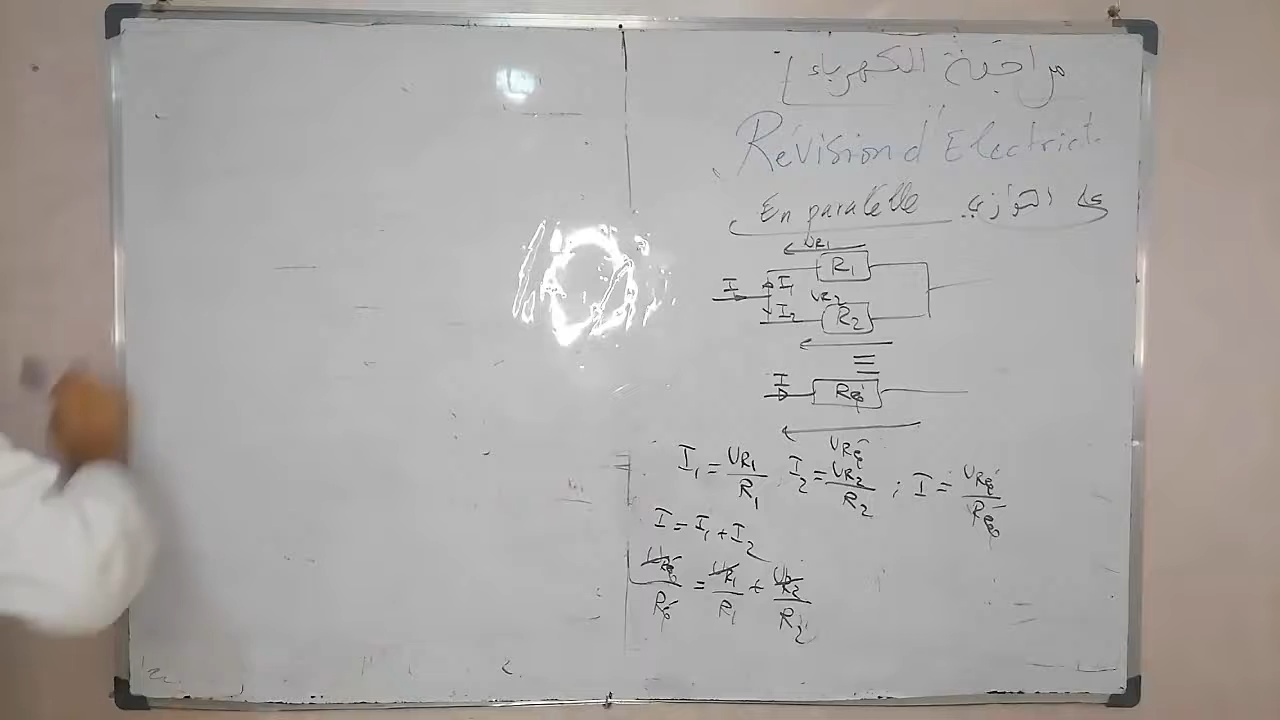 مراجعة الكهرباء
Révision d'Electricit
En paralèlle على التوازي
UR1
R1
I I1
UR2
I2 R2
≡
I Réq
URéq
I1 = UR1/R1 I2 = UR2/R2 ; I = URéq/Réq
I = I1 + I2
URéq/Réq = UR1/R1 + UR2/R2